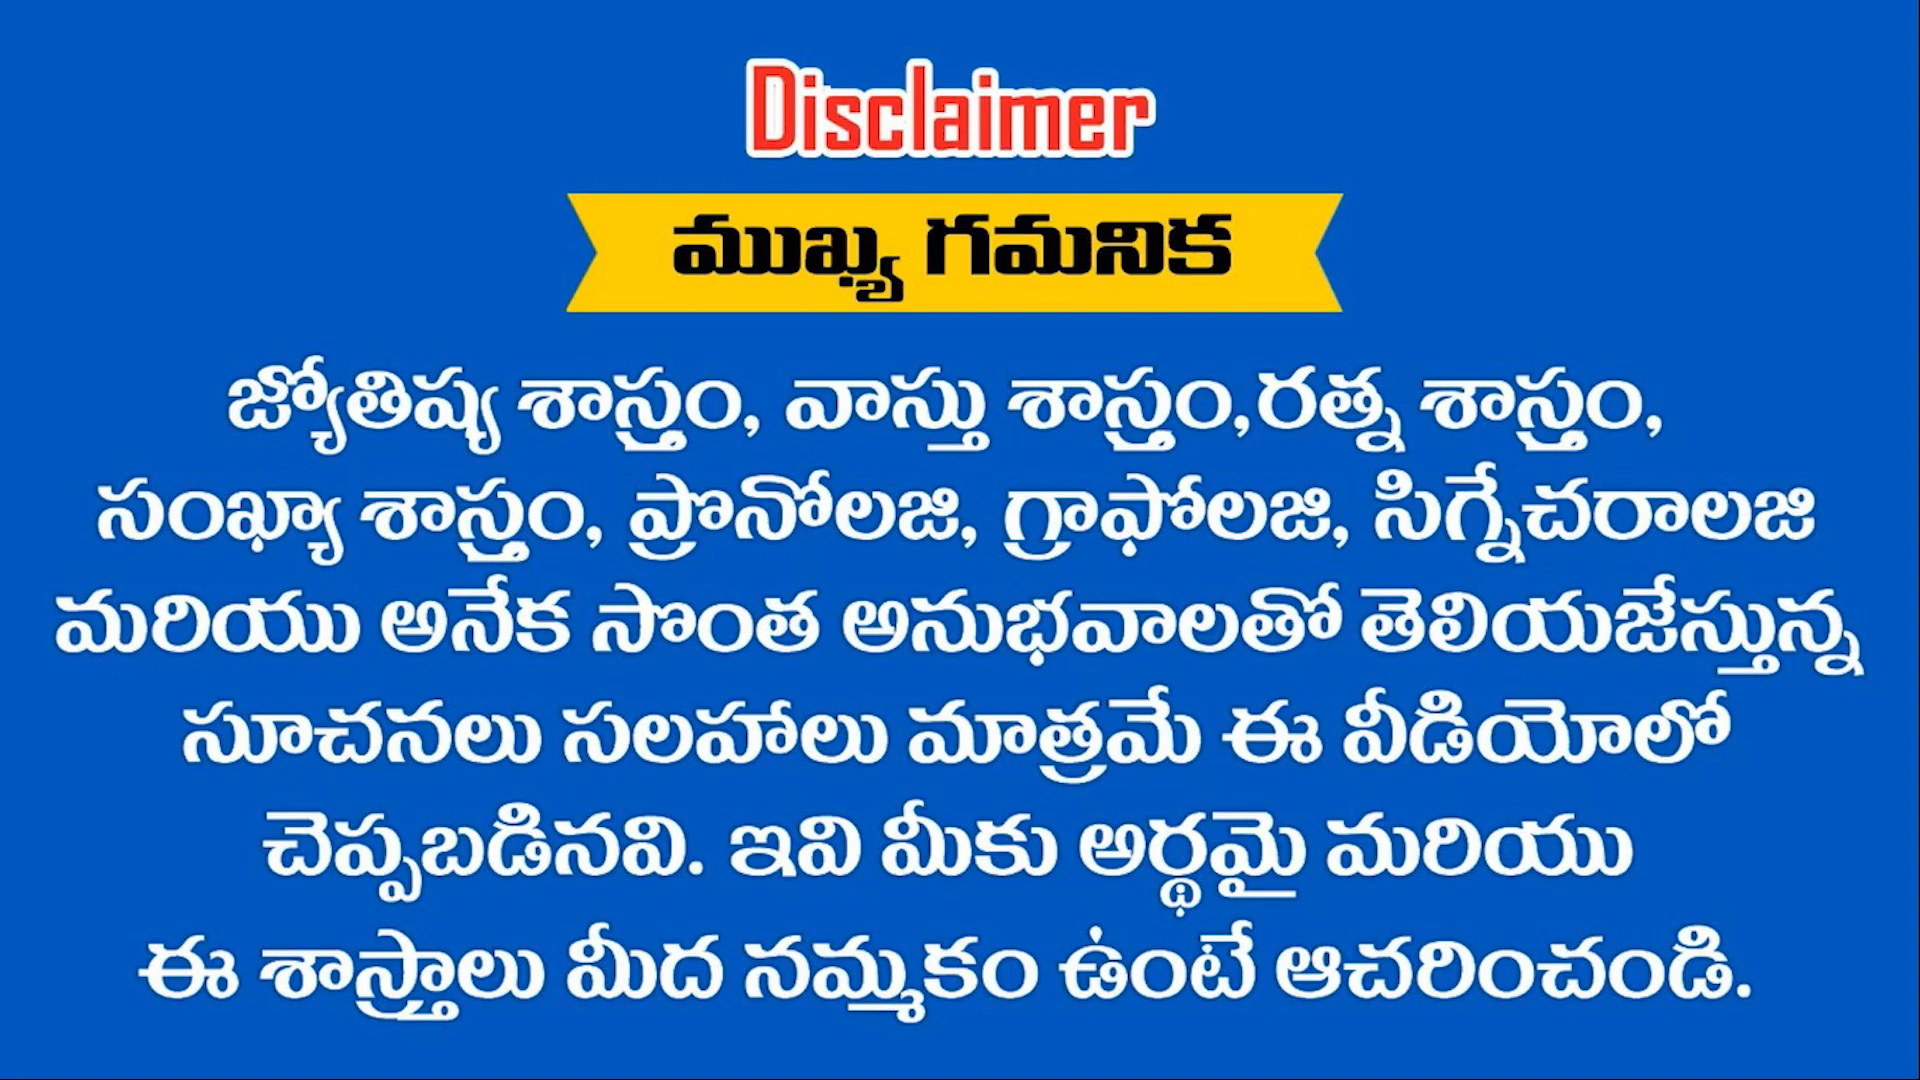 Disclaimer
ముఖ్య గమనిక
జ్యోతిష్య శాస్త్రం, వాస్తు శాస్త్రం,రత్న శాస్త్రం,
సంఖ్యా శాస్త్రం, ప్రొనోలజి, గ్రాఫోలజి, సిగ్నేచరాలజి
మరియు అనేక సొంత అనుభవాలతో తెలియజేస్తున్న
సూచనలు సలహాలు మాత్రమే ఈ వీడియోలో
చెప్పబడినవి. ఇవి మీకు అర్థమై మరియు
ఈ శాస్త్రాలు మీద నమ్మకం ఉంటే ఆచరించండి.